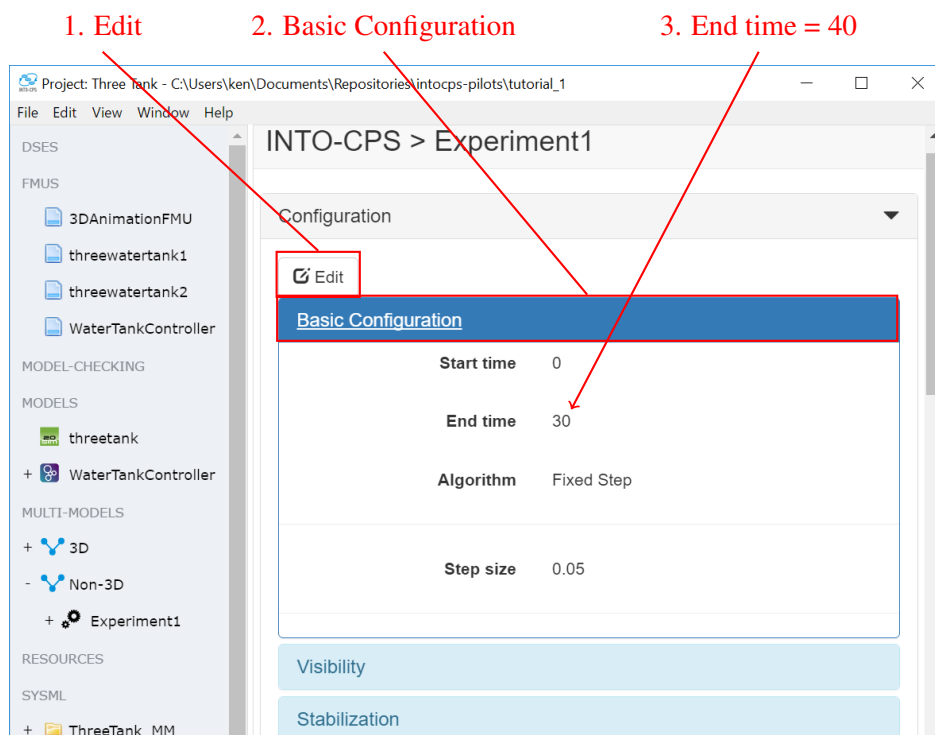 1. Edit 2. Basic Configuration 3. End time = 40
Project: Three Tank - C:\Users\ken\Documents\Repositories\intocps-pilots\tutorial_1
File Edit View Window Help
DSES
FMUS
3DAnimationFMU
threewatertank1
threewatertank2
WaterTankController
MODEL-CHECKING
MODELS
threetank
+ WaterTankController
MULTI-MODELS
+ 3D
- Non-3D
+ Experiment1
RESOURCES
SYSML
+ ThreeTank_MM
INTO-CPS > Experiment1
Configuration
Edit
Basic Configuration
Start time 0
End time 30
Algorithm Fixed Step
Step size 0.05
Visibility
Stabilization